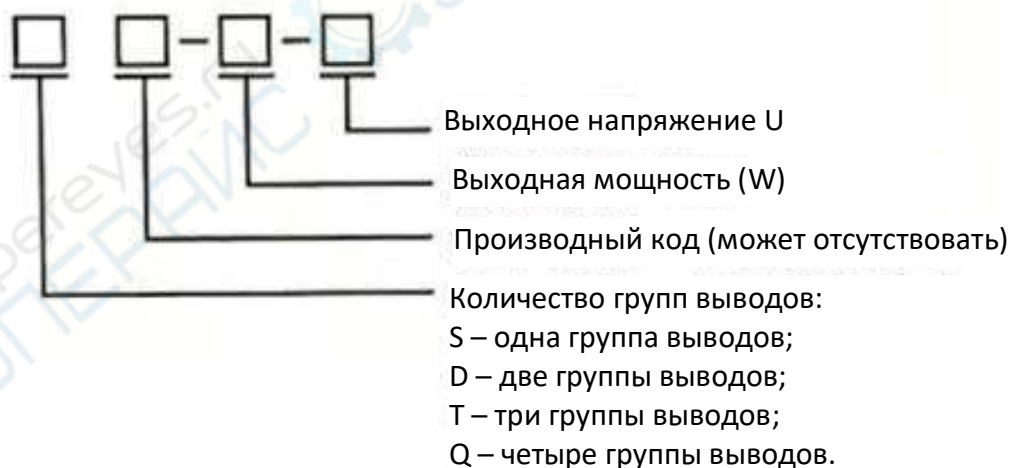 Выходное напряжение U
Выходная мощность (W)
Производный код (может отсутствовать)
Количество групп выводов:
S – одна группа выводов;
D – две группы выводов;
T – три группы выводов;
Q – четыре группы выводов.